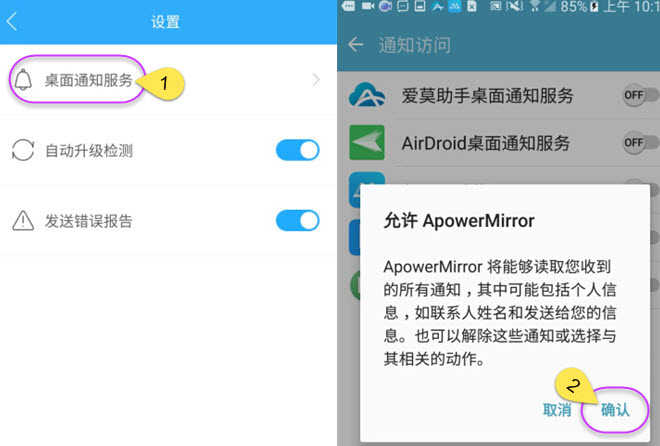 设置
桌面通知服务
1
自动升级检测
发送错误报告
85% 上午 10:1
通知访问
爱莫助手桌面通知服务
OFF
AirDroid桌面通知服务
OFF
允许 ApowerMirror
ApowerMirror 将能够读取您收到
的所有通知，其中可能包括个人信
息，如联系人姓名和发送给您的信
息。也可以解除这些通知或选择与
其相关的动作。
2
取消
确认